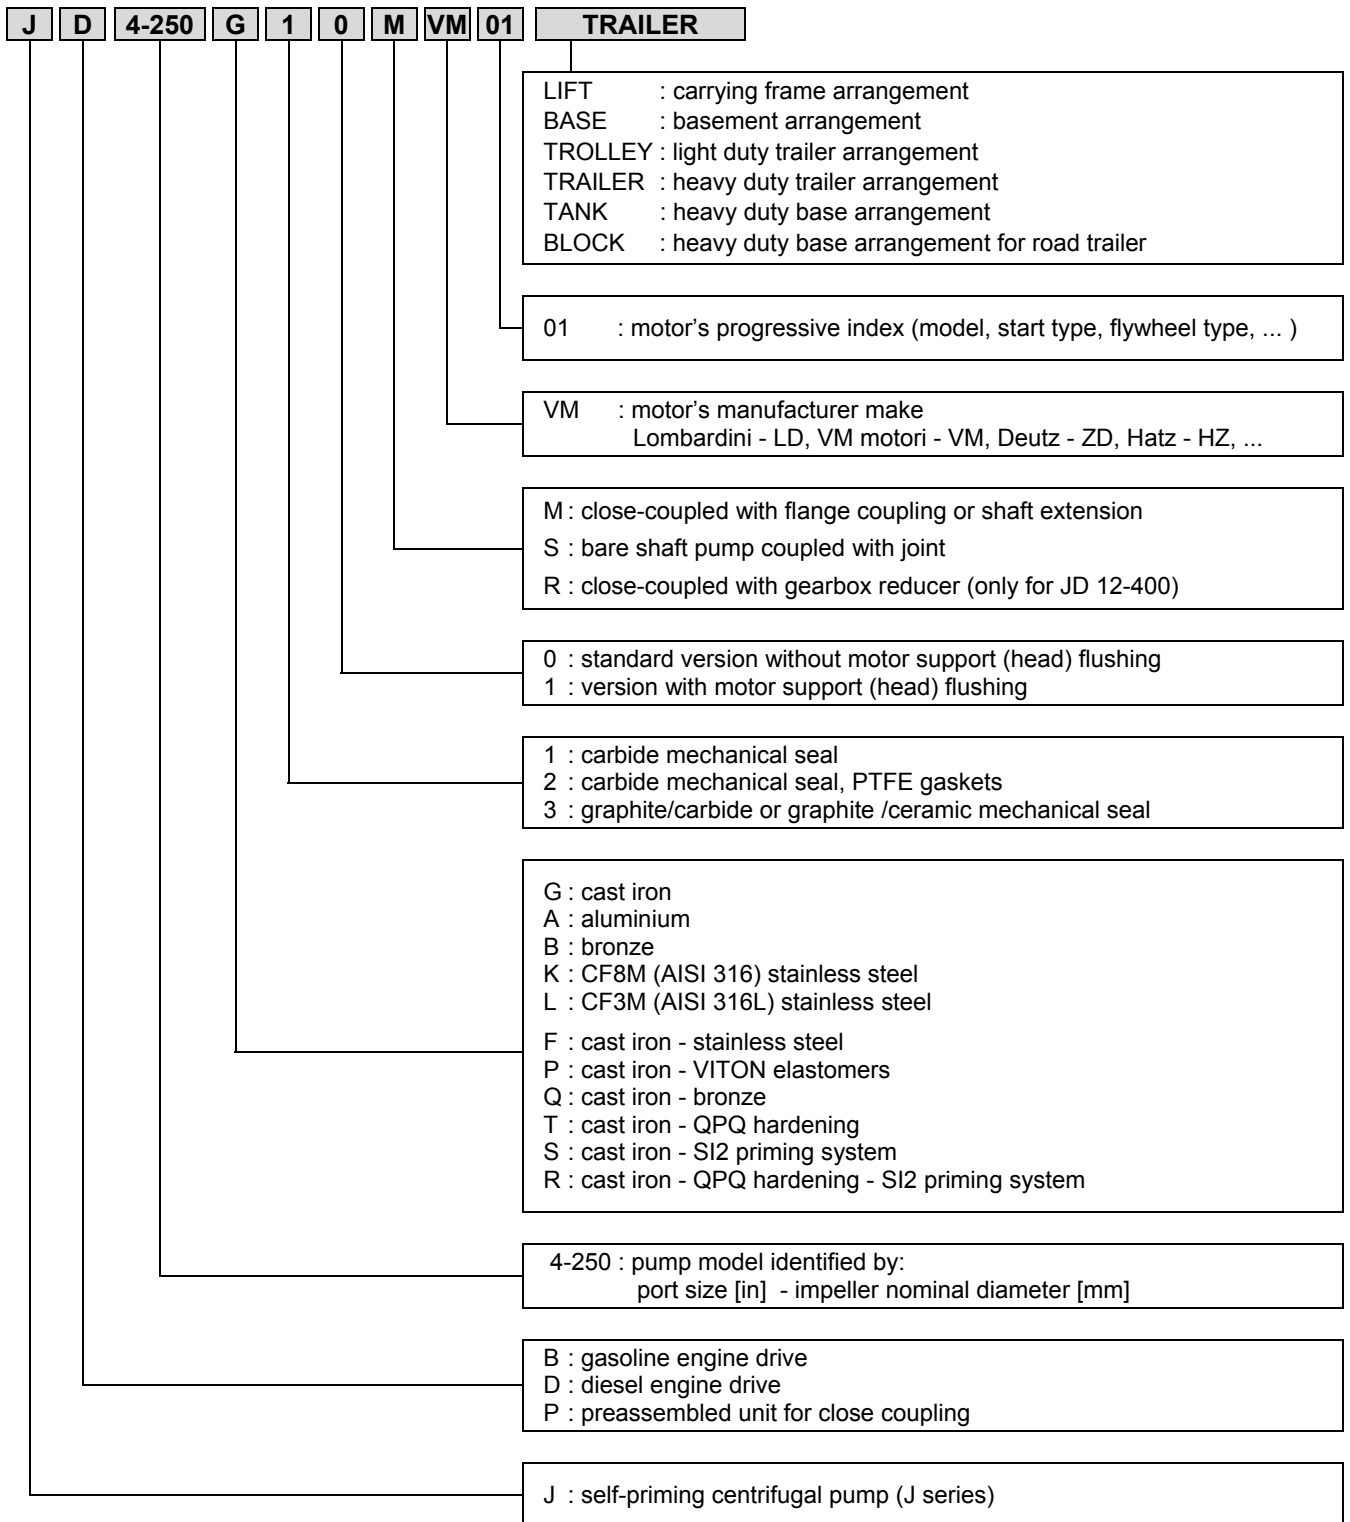 J D 4-250 G 1 0 M VM 01 TRAILER
LIFT : carrying frame arrangement
BASE : basement arrangement
TROLLEY : light duty trailer arrangement
TRAILER : heavy duty trailer arrangement
TANK : heavy duty base arrangement
BLOCK : heavy duty base arrangement for road trailer
01 : motor’s progressive index (model, start type, flywheel type, ... )
VM : motor’s manufacturer make
Lombardini - LD, VM motori - VM, Deutz - ZD, Hatz - HZ, ...
M : close-coupled with flange coupling or shaft extension
S : bare shaft pump coupled with joint
R : close-coupled with gearbox reducer (only for JD 12-400)
0 : standard version without motor support (head) flushing
1 : version with motor support (head) flushing
1 : carbide mechanical seal
2 : carbide mechanical seal, PTFE gaskets
3 : graphite/carbide or graphite /ceramic mechanical seal
G : cast iron
A : aluminium
B : bronze
K : CF8M (AISI 316) stainless steel
L : CF3M (AISI 316L) stainless steel
F : cast iron - stainless steel
P : cast iron - VITON elastomers
Q : cast iron - bronze
T : cast iron - QPQ hardening
S : cast iron - SI2 priming system
R : cast iron - QPQ hardening - SI2 priming system
4-250 : pump model identified by:
port size [in] - impeller nominal diameter [mm]
B : gasoline engine drive
D : diesel engine drive
P : preassembled unit for close coupling
J : self-priming centrifugal pump (J series)